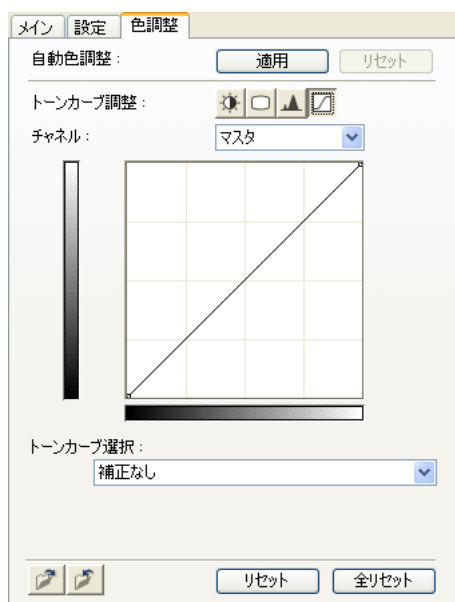 メイン 設定 色調整
自動色調整: 適用 リセット
トーンカーブ調整:
チャネル: マスタ
トーンカーブ選択:
補正なし
リセット 全リセット